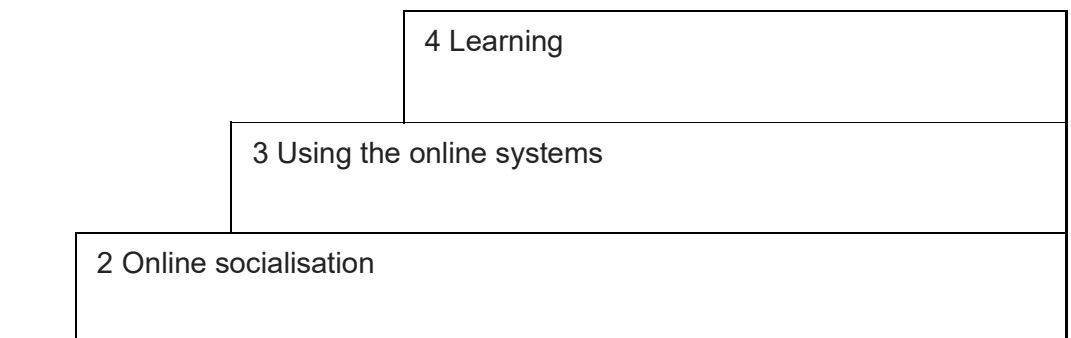 4 Learning
3 Using the online systems
2 Online socialisation